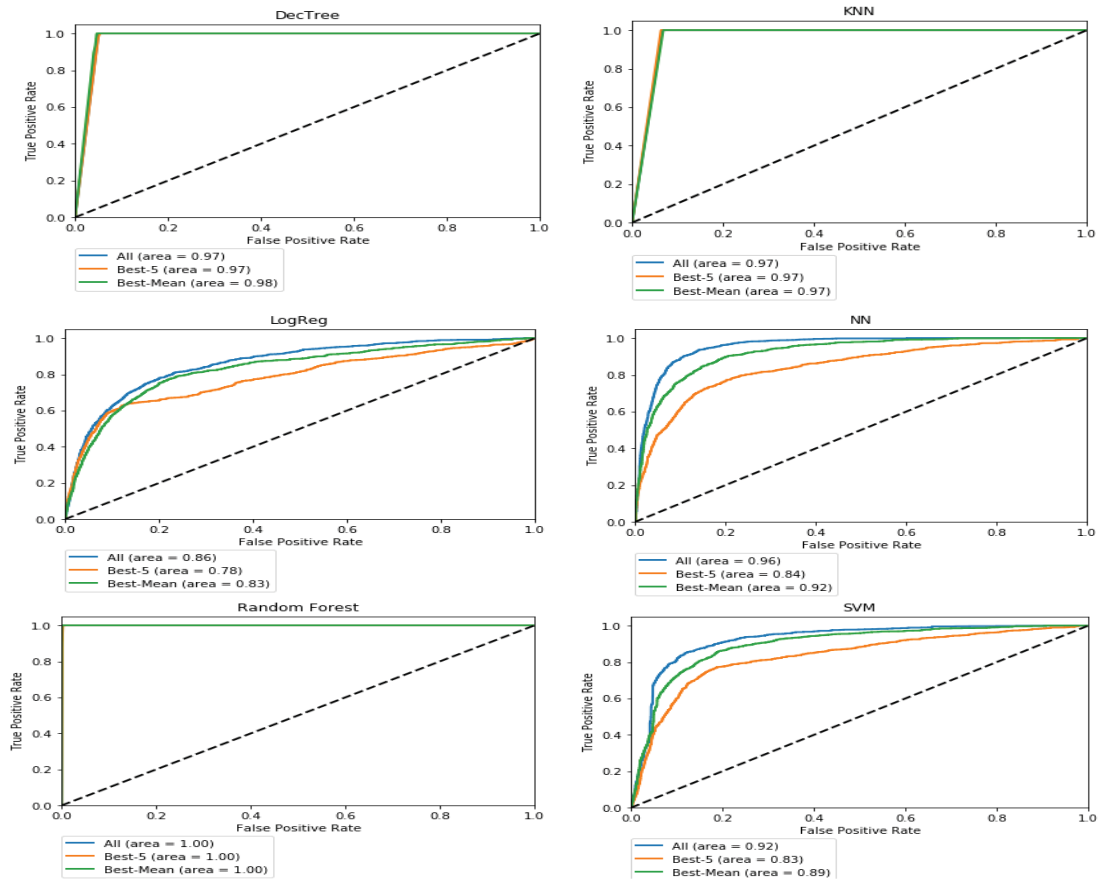 DecTree
True Positive Rate
1.0
0.8
0.6
0.4
0.2
0.0
0.0 0.2 0.4 0.6 0.8 1.0
False Positive Rate
All (area = 0.97)
Best-5 (area = 0.97)
Best-Mean (area = 0.98)
KNN
True Positive Rate
1.0
0.8
0.6
0.4
0.2
0.0
0.0 0.2 0.4 0.6 0.8 1.0
False Positive Rate
All (area = 0.97)
Best-5 (area = 0.97)
Best-Mean (area = 0.97)
LogReg
True Positive Rate
1.0
0.8
0.6
0.4
0.2
0.0
0.0 0.2 0.4 0.6 0.8 1.0
False Positive Rate
All (area = 0.86)
Best-5 (area = 0.78)
Best-Mean (area = 0.83)
NN
True Positive Rate
1.0
0.8
0.6
0.4
0.2
0.0
0.0 0.2 0.4 0.6 0.8 1.0
False Positive Rate
All (area = 0.96)
Best-5 (area = 0.84)
Best-Mean (area = 0.92)
Random Forest
True Positive Rate
1.0
0.8
0.6
0.4
0.2
0.0
0.0 0.2 0.4 0.6 0.8 1.0
False Positive Rate
All (area = 1.00)
Best-5 (area = 1.00)
Best-Mean (area = 1.00)
SVM
True Positive Rate
1.0
0.8
0.6
0.4
0.2
0.0
0.0 0.2 0.4 0.6 0.8 1.0
False Positive Rate
All (area = 0.92)
Best-5 (area = 0.83)
Best-Mean (area = 0.89)